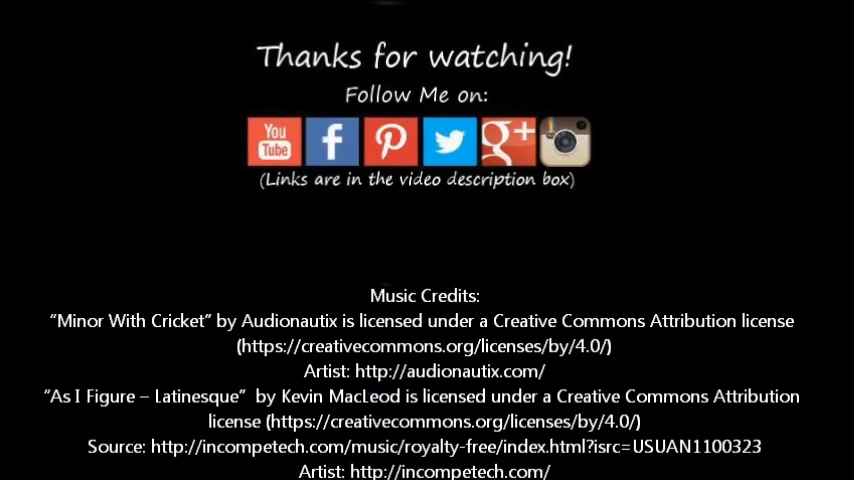 Thanks for watching!
Follow Me on:
You
Tube
f
g+
(Links are in the video description box)
Music Credits:
“Minor With Cricket” by Audionautix is licensed under a Creative Commons Attribution license
(https://creativecommons.org/licenses/by/4.0/)
Artist: http://audionautix.com/
“As I Figure – Latinesque”  by Kevin MacLeod is licensed under a Creative Commons Attribution
license (https://creativecommons.org/licenses/by/4.0/)
Source: http://incompetech.com/music/royalty-free/index.html?isrc=USUAN1100323
Artist: http://incompetech.com/